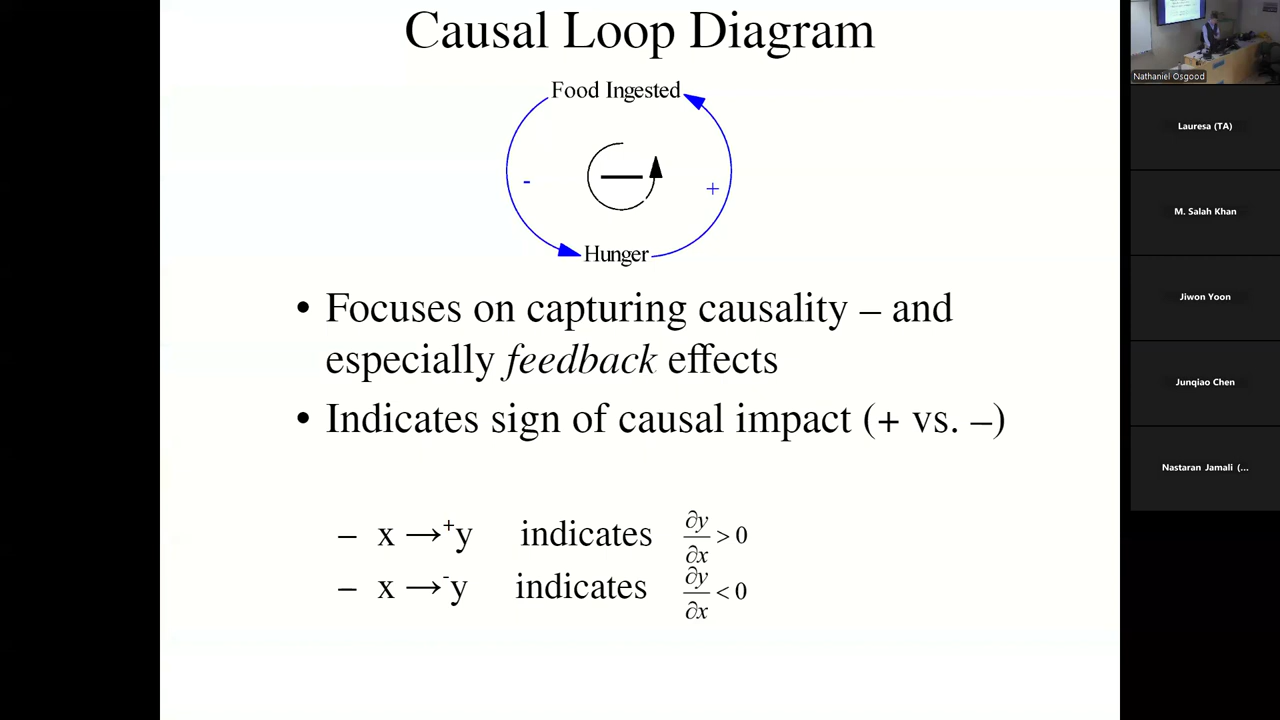 Causal Loop Diagram
Food Ingested
-
+
Hunger
• Focuses on capturing causality – and
especially feedback effects
• Indicates sign of causal impact (+ vs. –)
– x →⁺y indicates ∂y/∂x > 0
– x →⁻y indicates ∂y/∂x < 0
Nathaniel Osgood
Lauresa (TA)
M. Salah Khan
Jiwon Yoon
Junqiao Chen
Nastaran Jamali (...